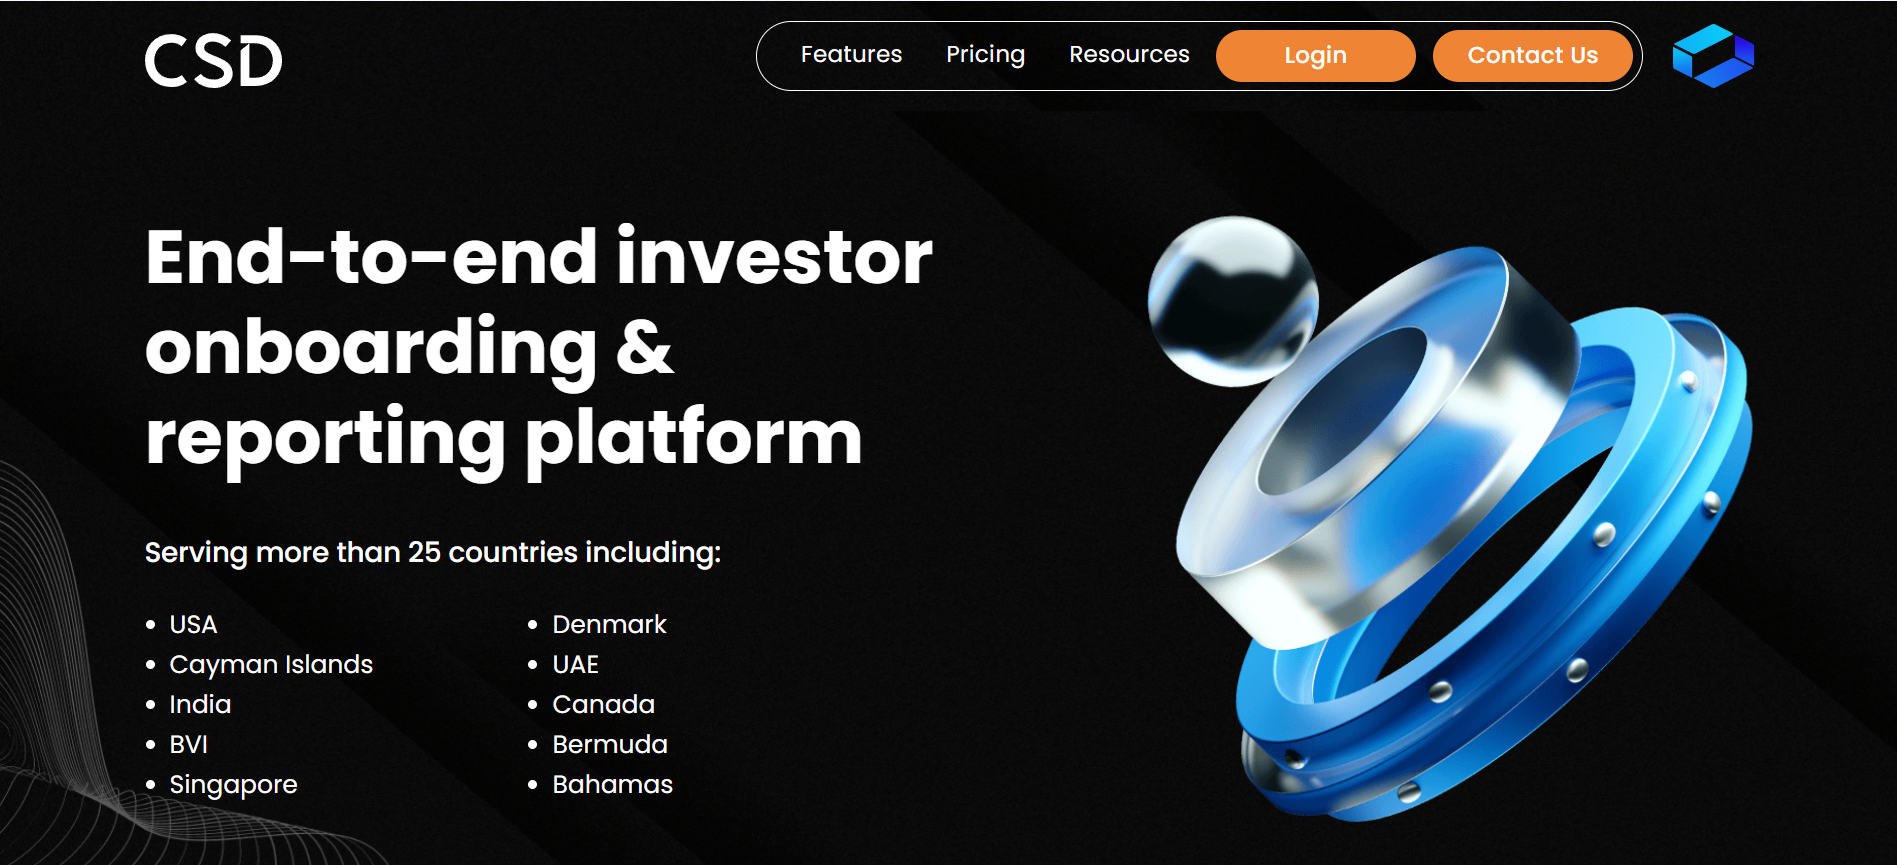 CSD
Features Pricing Resources Login Contact Us
End-to-end investor
onboarding &
reporting platform
Serving more than 25 countries including:
• USA
• Cayman Islands
• India
• BVI
• Singapore
• Denmark
• UAE
• Canada
• Bermuda
• Bahamas